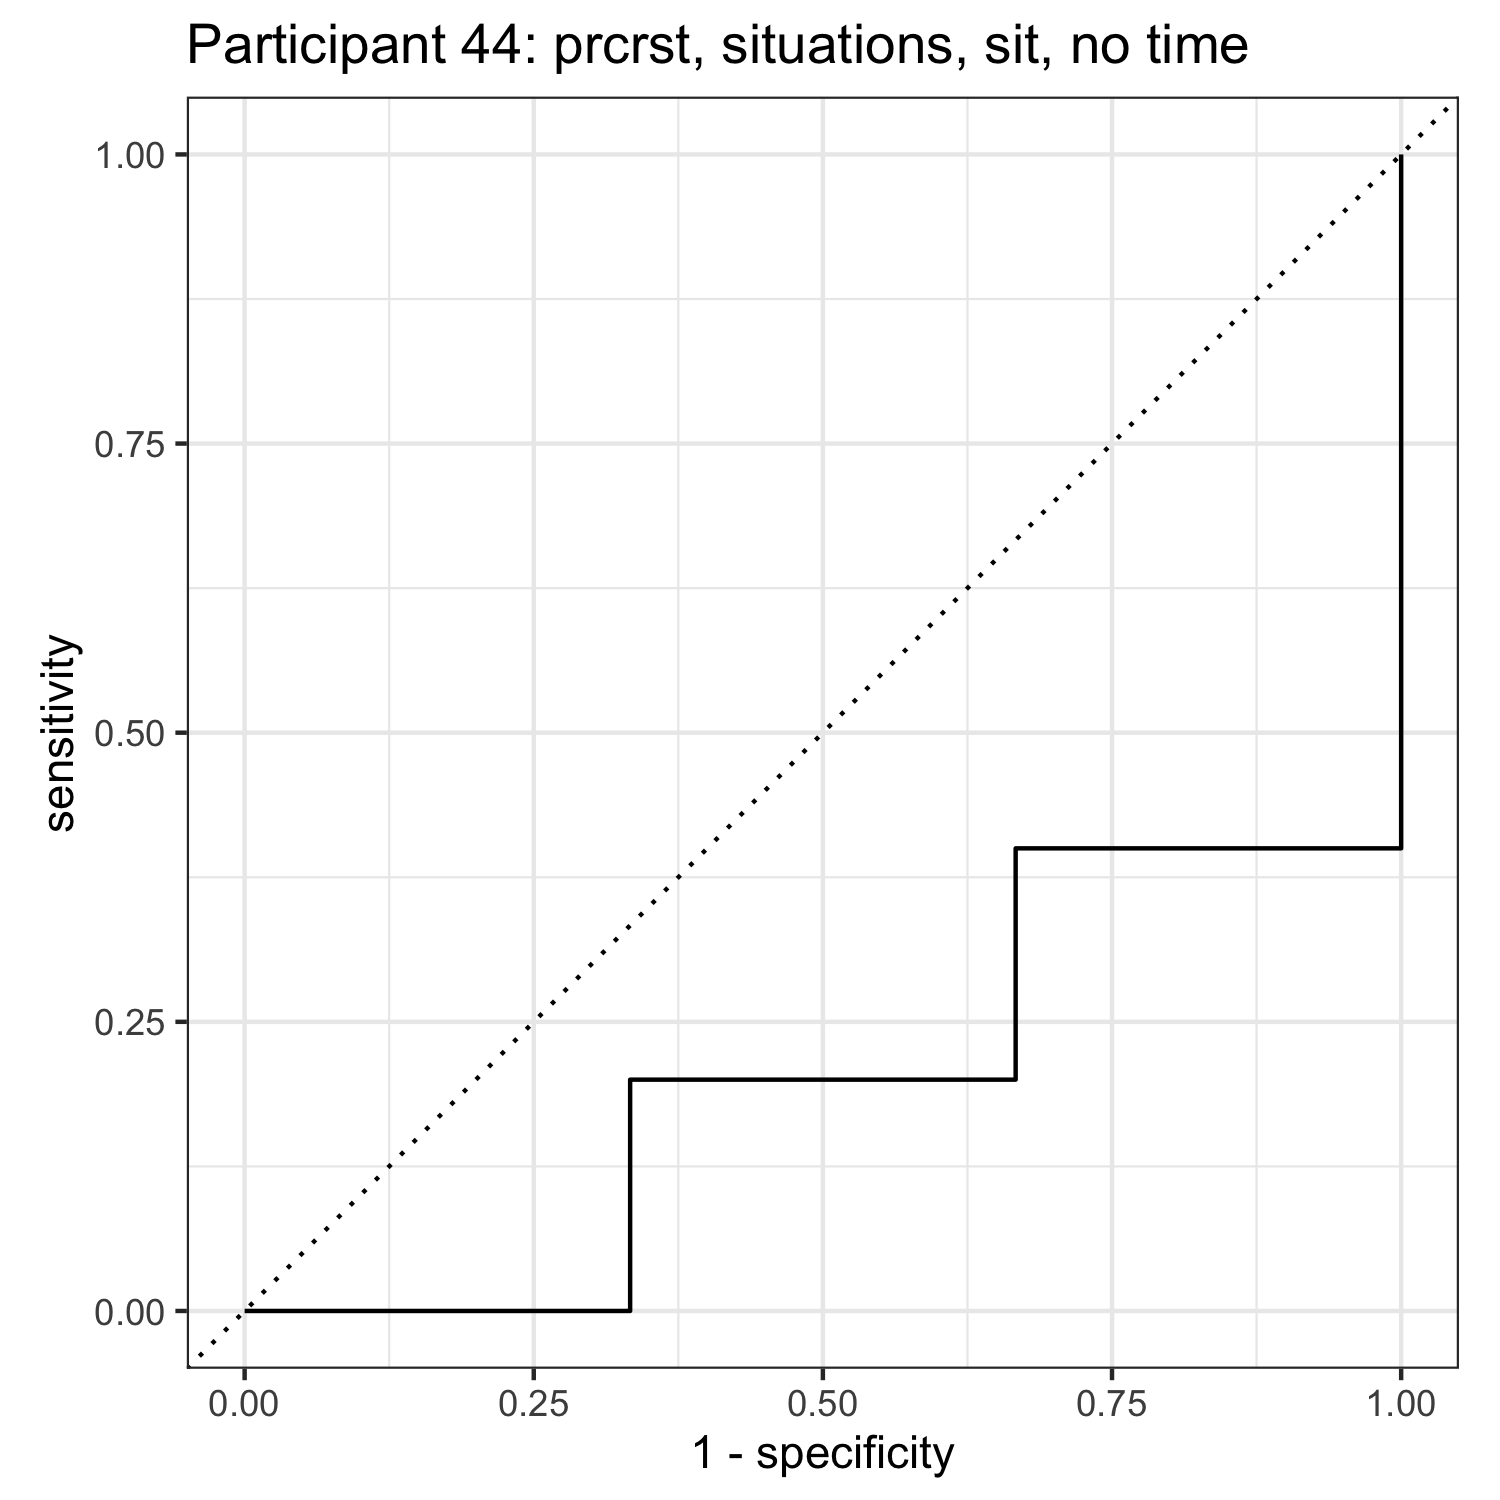 Participant 44: prcrst, situations, sit, no time
1.00
0.75
0.50
0.25
0.00
sensitivity
0.00 0.25 0.50 0.75 1.00
1 - specificity